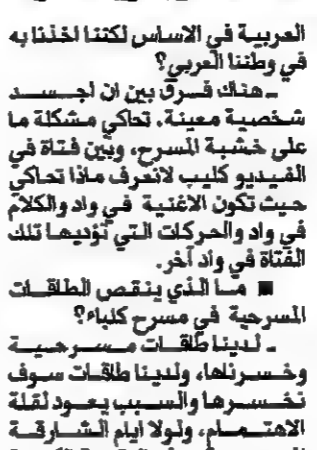 العربية في الاساس لكننا اخذنا به
في وطننا العربي؟
ـ هناك فرق بين ان اجسد
شخصية معينة. تحاكي مشكلة ما
على خشبة المسرح، وبين فتاة في
الفيديو كليب لانعرف ماذا تحاكي
حيث تكون الاغنية في واد والكلام
في واد والحركات التي تؤديها تلك
الفتاة في واد آخر.
■ ما الذي ينقص الطاقات
المسرحية في مسرح كلباء؟
ـ لدينا طاقات مسرحية
وخسرناها، ولدينا طاقات سوف
نخسرها والسبب يعود لقلة
الاهتمام، ولولا ايام الشارقة